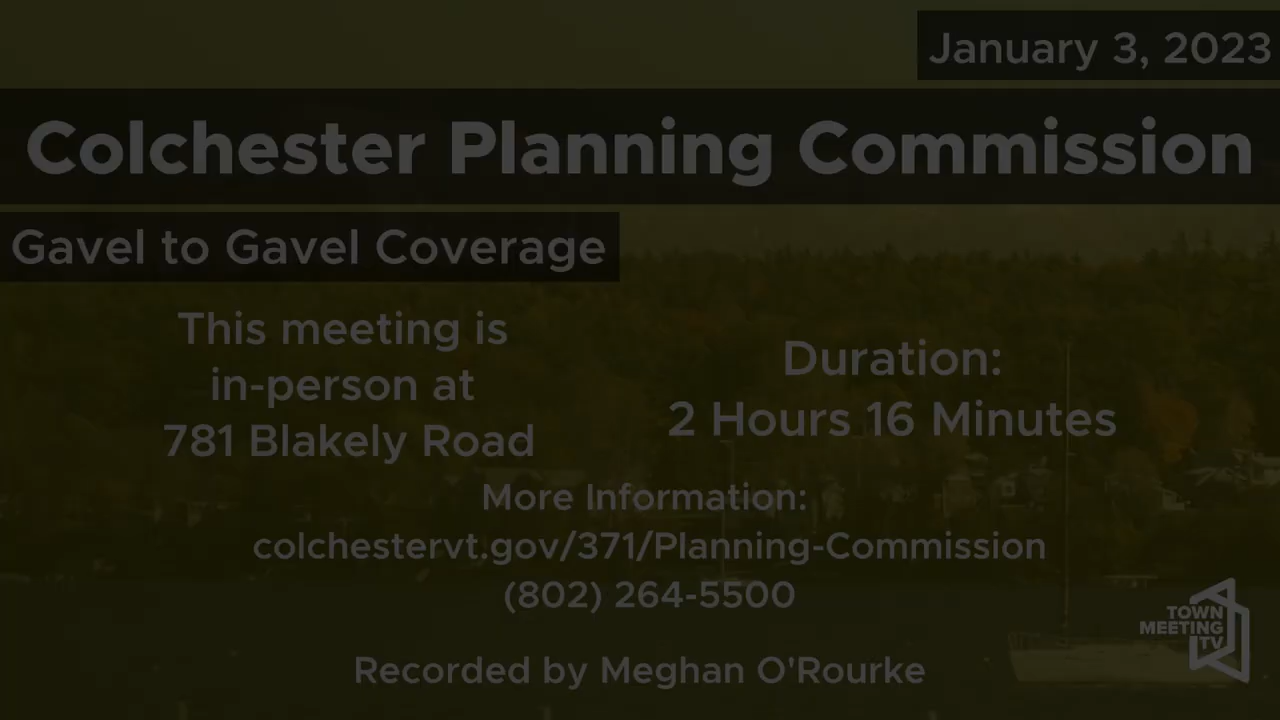 January 3, 2023
Colchester Planning Commission
Gavel to Gavel Coverage
This meeting is
in-person at
781 Blakely Road
Duration:
2 Hours 16 Minutes
More Information:
colchestervt.gov/371/Planning-Commission
(802) 264-5500
Recorded by Meghan O'Rourke
TOWN
MEETING
TV